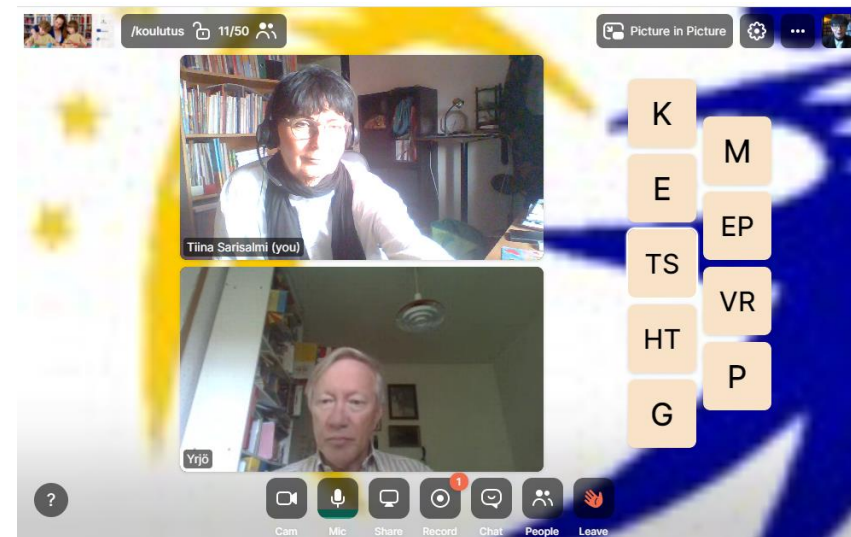 /koulutus 11/50
Picture in Picture
Tiina Sarisalmi (you)
Yrjö
K
M
E
EP
TS
VR
HT
P
G
?
1
Cam Mic Share Record Chat People Leave